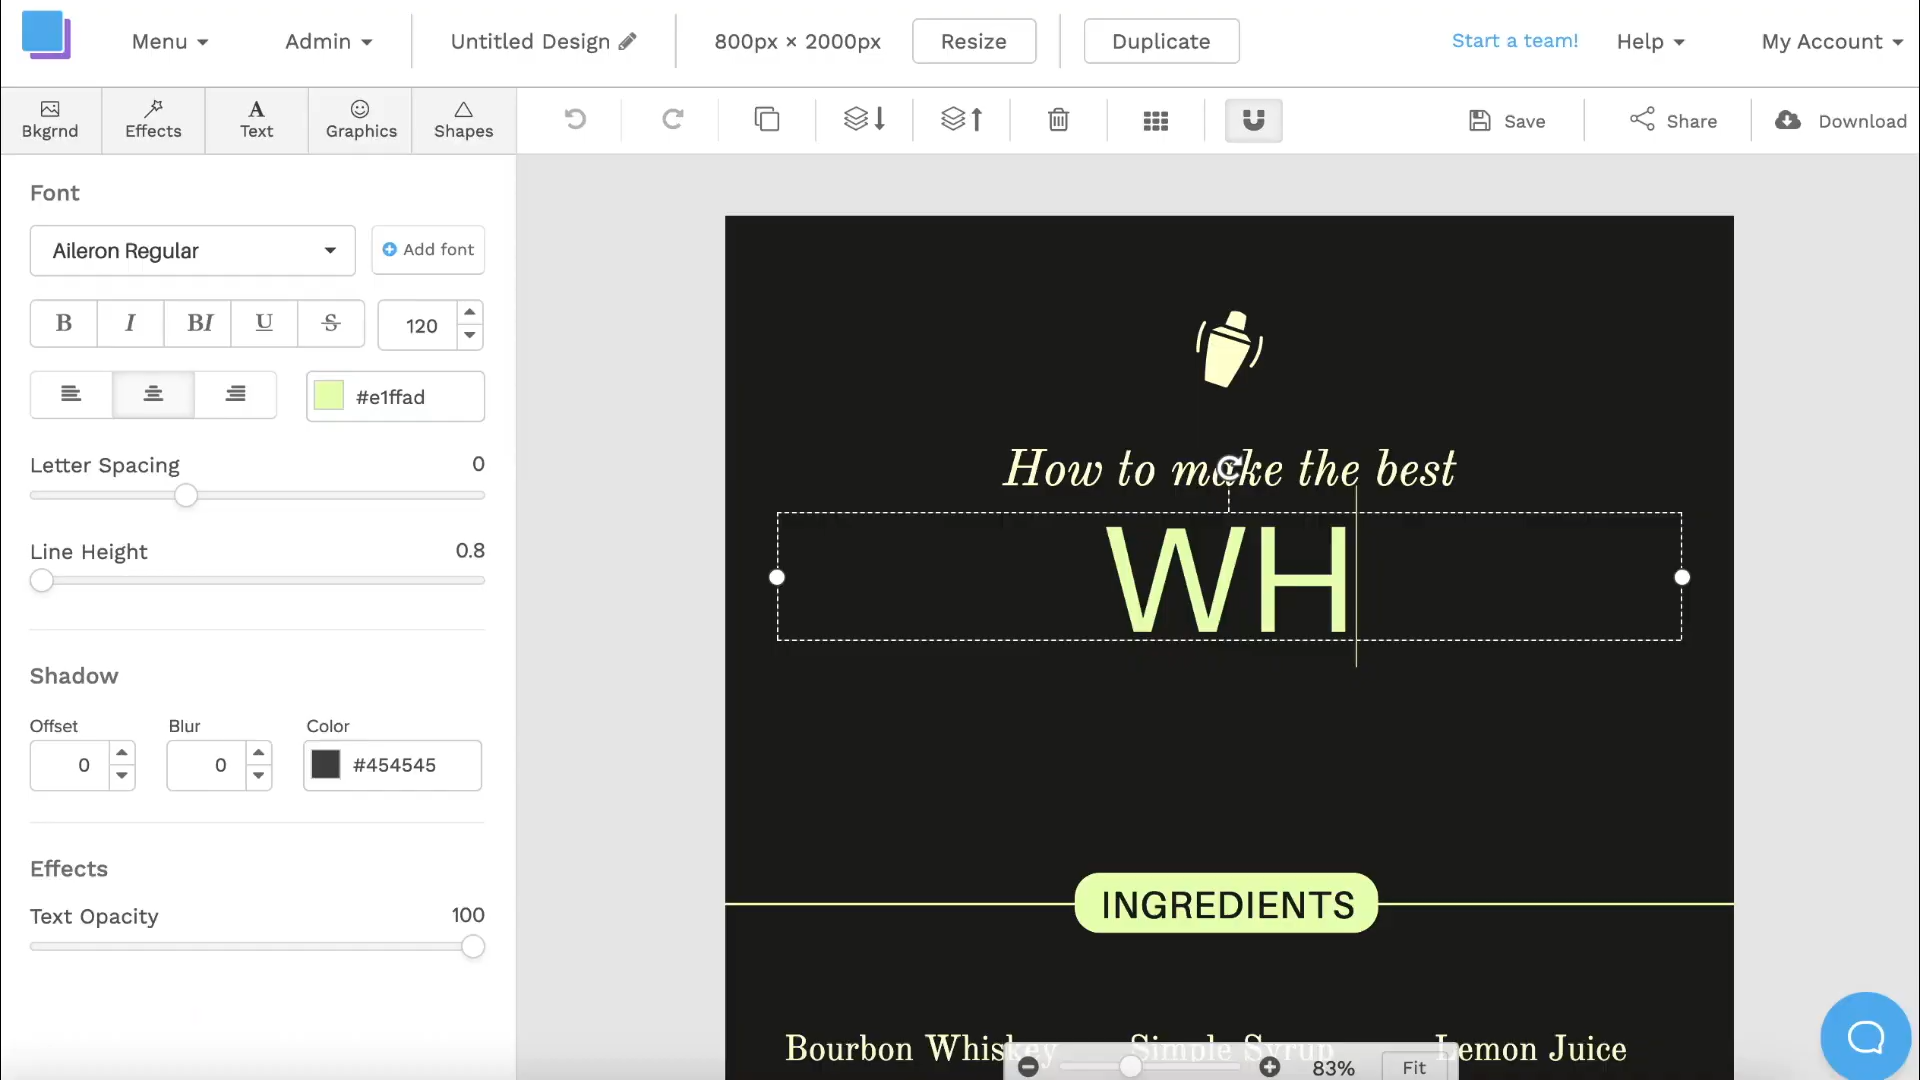 Menu
Admin
Untitled Design
800px × 2000px
Resize
Duplicate
Start a team!
Help
My Account
Bkgrnd
Effects
Text
Graphics
Shapes
Save
Share
Download
Font
Aileron Regular
Add font
B I BI U S
120
#e1ffad
Letter Spacing 0
Line Height 0.8
Shadow
Offset Blur Color
0 0 #454545
Effects
Text Opacity 100
How to make the best
WH
INGREDIENTS
Bourbon Whiskey Simple Syrup Lemon Juice
83% Fit